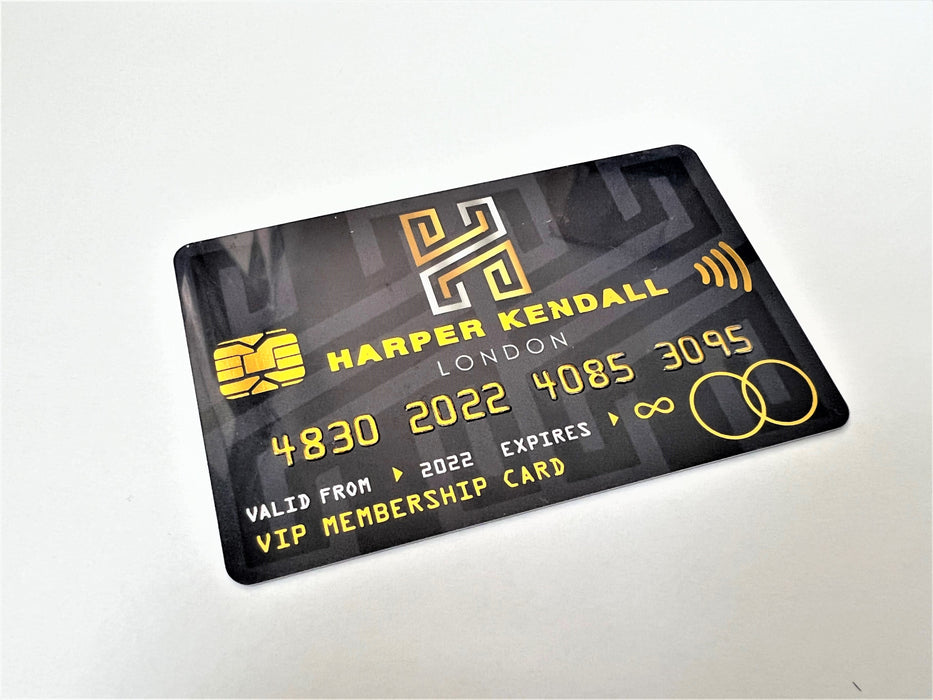 HARPER KENDALL
LONDON
4830 2022 4085 3095
VALID FROM 2022 EXPIRES ∞
VIP MEMBERSHIP CARD